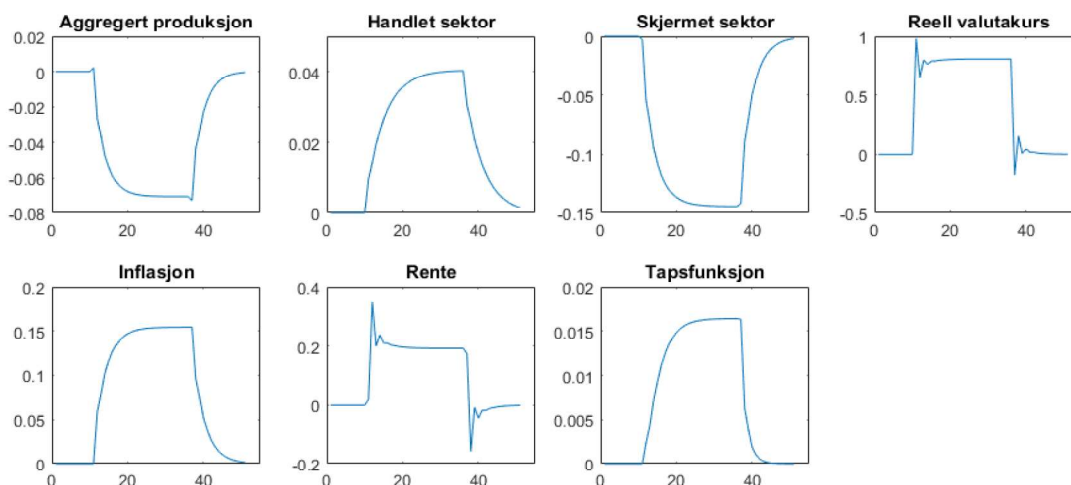 Aggregert produksjon
0.02
0
-0.02
-0.04
-0.06
-0.08
0 20 40
Handlet sektor
0.04
0.02
0
0 20 40
Skjermet sektor
0
-0.05
-0.1
-0.15
0 20 40
Reell valutakurs
1
0.5
0
-0.5
0 20 40
Inflasjon
0.2
0.15
0.1
0.05
0
0 20 40
Rente
0.4
0.2
0
-0.2
0 20 40
Tapsfunksjon
0.02
0.015
0.01
0.005
0
0 20 40